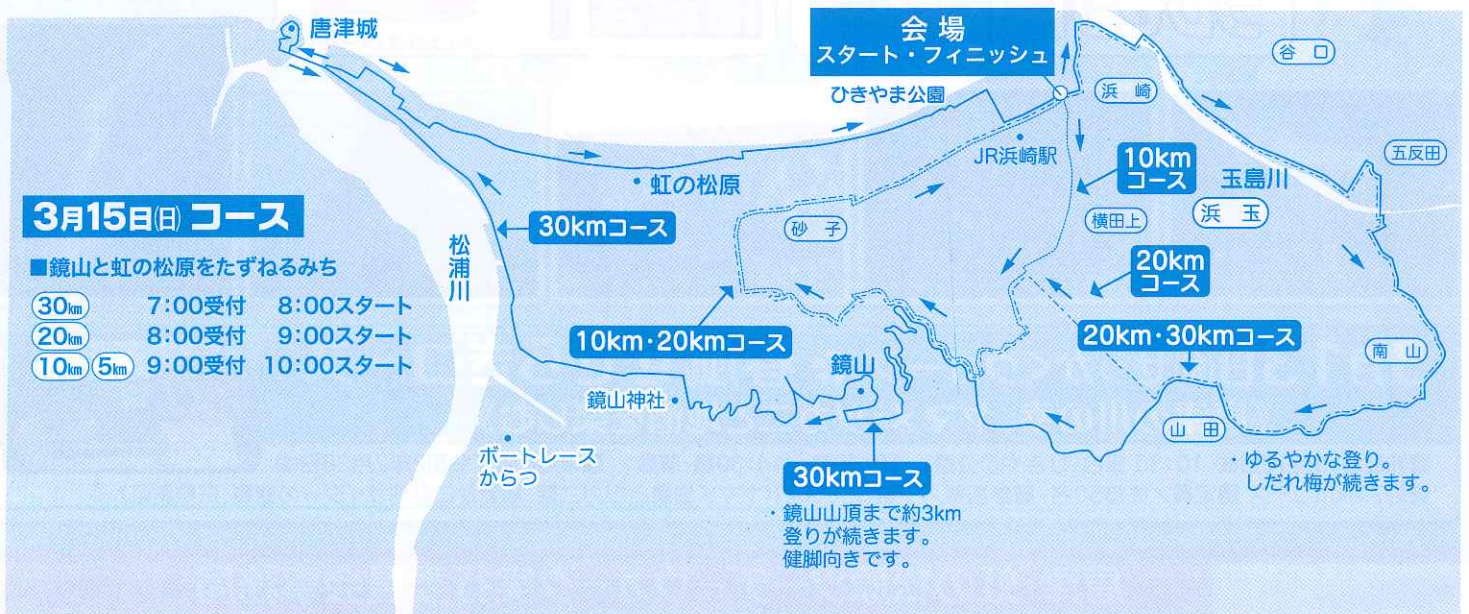 会場
スタート・フィニッシュ
ひきやま公園
唐津城
谷口
浜崎
JR浜崎駅
五反田
10km
コース
玉島川
浜玉
横田上
虹の松原
砂子
30kmコース
松浦川
3月15日(日)コース
■鏡山と虹の松原をたずねるみち
30km 7:00受付 8:00スタート
20km 8:00受付 9:00スタート
10km 5km 9:00受付 10:00スタート
20km
コース
10km・20kmコース
20km・30kmコース
南山
鏡山
鏡山神社
山田
ボートレース
からつ
・ゆるやかな登り。
しだれ梅が続きます。
30kmコース
・鏡山山頂まで約3km
登りが続きます。
健脚向きです。